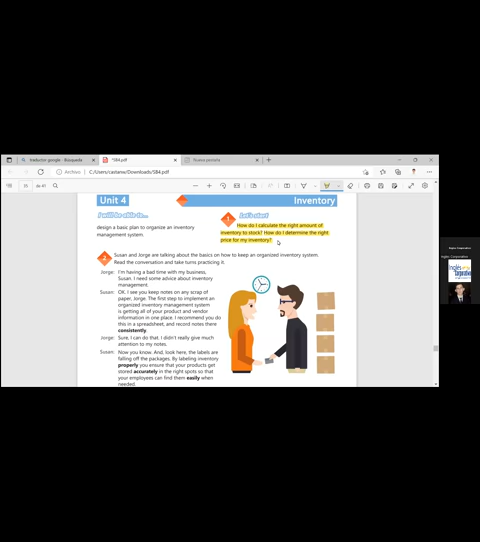 traductor google - Búsqueda
S84.pdf
Nueva pestaña
Archivo
C:/Users/castane/Downloads/S84.pdf
35
de 41
Unit 4
Inventory
I will be able to...
design a basic plan to organize an inventory
management system.
1
Let's start
How do I calculate the right amount of
inventory to stock? How do I determine the right
price for my inventory?
2
Susan and Jorge are talking about the basics on how to keep an organized inventory system.
Read the conversation and take turns practicing it.
Jorge: I'm having a bad time with my business,
Susan. I need some advice about inventory
management.
Susan: OK. I see you keep notes on any scrap of
paper, Jorge. The first step to implement an
organized inventory management system
is getting all of your product and vendor
information in one place. I recommend you do
this in a spreadsheet, and record notes there
consistently.
Jorge: Sure, I can do that. I didn't really give much
attention to my notes.
Susan: Now you know. And, look here, the labels are
falling off the packages. By labeling inventory
properly you ensure that your products get
stored accurately in the right spots so that
your employees can find them easily when
needed.
Inglés Corporativo